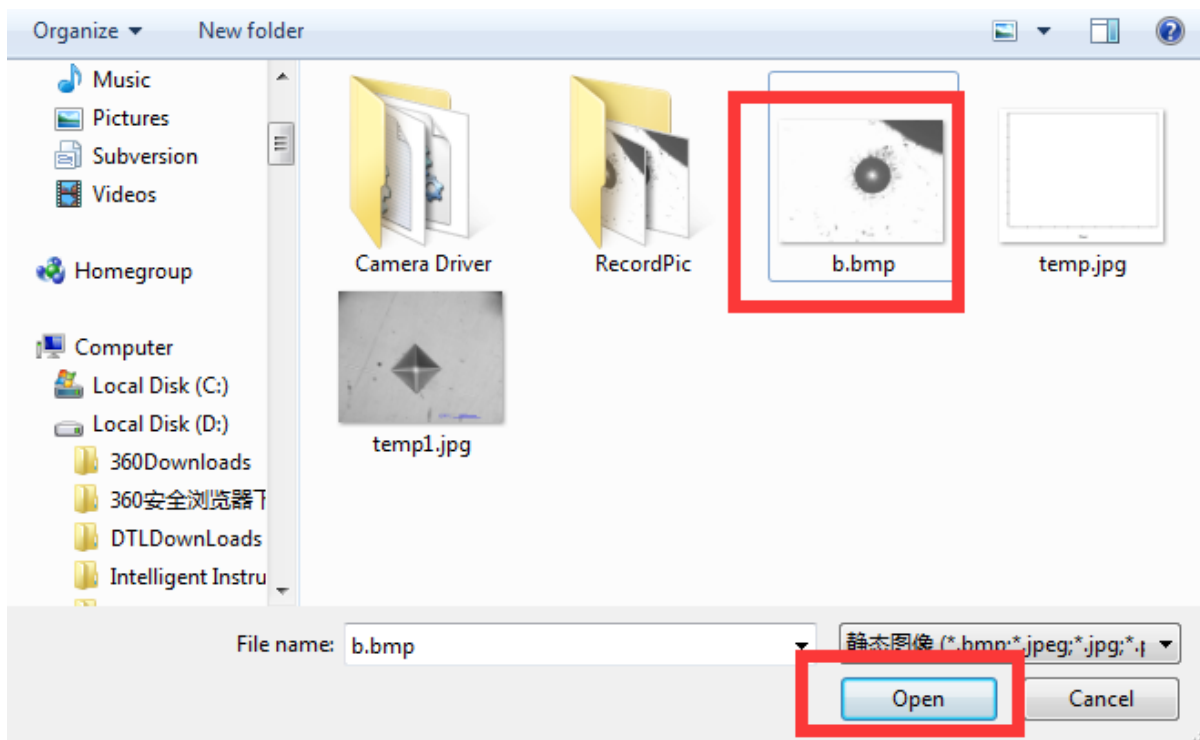 Organize New folder
Music
Pictures
Subversion
Videos
Homegroup
Computer
Local Disk (C:)
Local Disk (D:)
360Downloads
360安全浏览器下
DTLDownLoads
Intelligent Instru
Camera Driver
RecordPic
b.bmp
temp.jpg
temp1.jpg
File name: b.bmp
静态图像 (*.bmp;*.jpeg;*.jpg;*.p
Open
Cancel